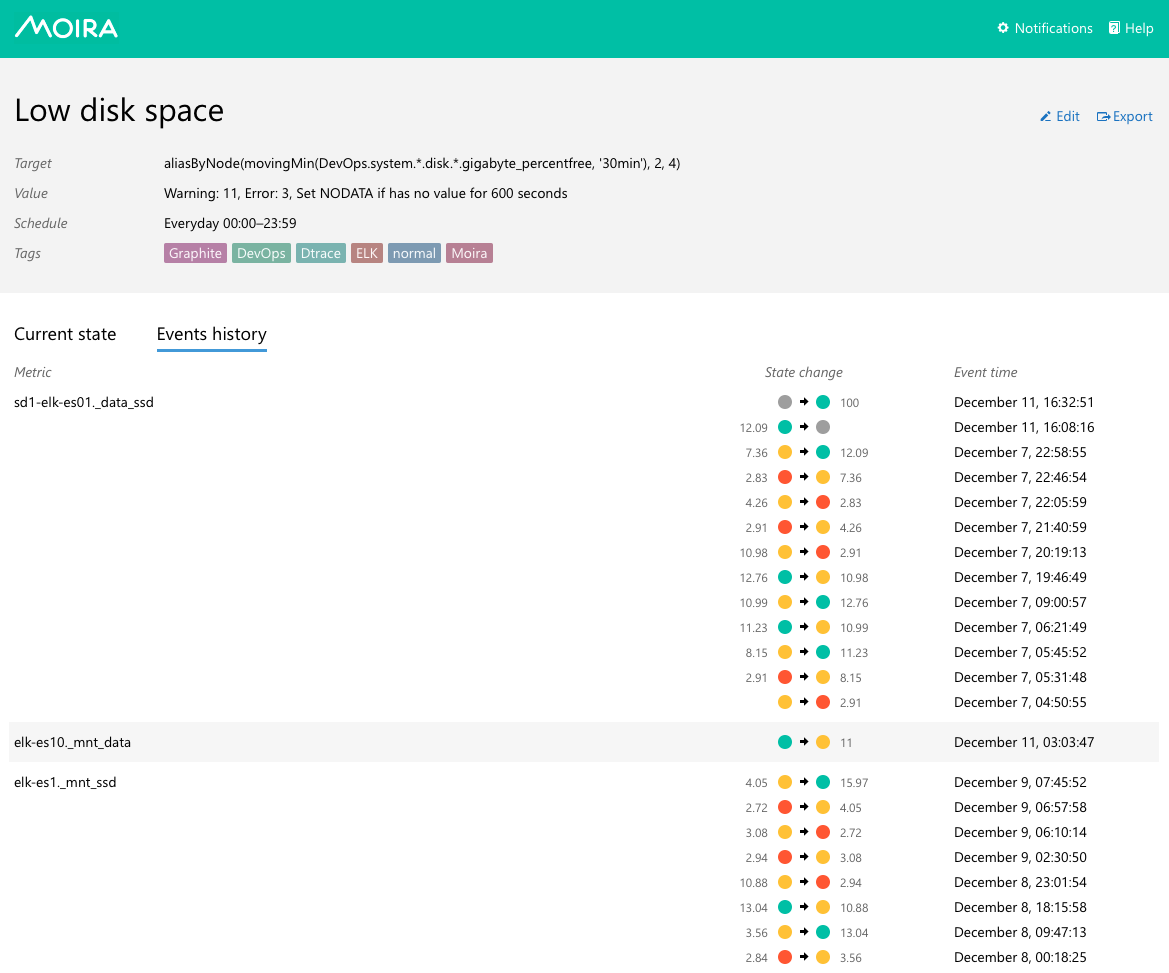 MOIRA
Notifications Help
Low disk space
Edit Export
Target aliasByNode(movingMin(DevOps.system.*.disk.*.gigabyte_percentfree, '30min'), 2, 4)
Value Warning: 11, Error: 3, Set NODATA if has no value for 600 seconds
Schedule Everyday 00:00–23:59
Tags Graphite DevOps Dtrace ELK normal Moira
Current state Events history
Metric State change Event time
sd1-elk-es01._data_ssd 100 December 11, 16:32:51
12.09 December 11, 16:08:16
7.36 12.09 December 7, 22:58:55
2.83 7.36 December 7, 22:46:54
4.26 2.83 December 7, 22:05:59
2.91 4.26 December 7, 21:40:59
10.98 2.91 December 7, 20:19:13
12.76 10.98 December 7, 19:46:49
10.99 12.76 December 7, 09:00:57
11.23 10.99 December 7, 06:21:49
8.15 11.23 December 7, 05:45:52
2.91 8.15 December 7, 05:31:48
2.91 December 7, 04:50:55
elk-es10._mnt_data 11 December 11, 03:03:47
elk-es1._mnt_ssd 4.05 15.97 December 9, 07:45:52
2.72 4.05 December 9, 06:57:58
3.08 2.72 December 9, 06:10:14
2.94 3.08 December 9, 02:30:50
10.88 2.94 December 8, 23:01:54
13.04 10.88 December 8, 18:15:58
3.56 13.04 December 8, 09:47:13
2.84 3.56 December 8, 00:18:25